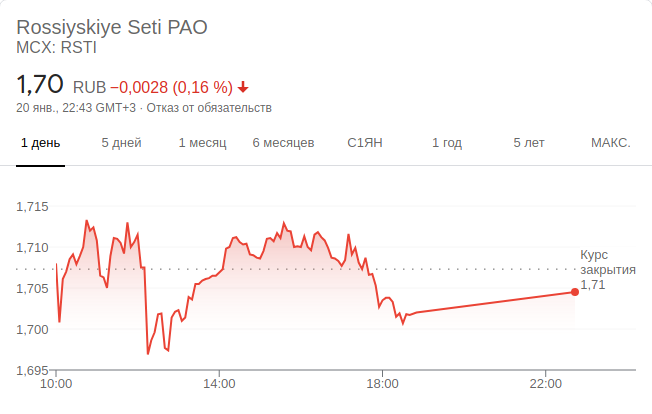 Rossiyskiye Seti PAO
MCX: RSTI
1,70 RUB −0,0028 (0,16 %)
20 янв., 22:43 GMT+3 · Отказ от обязательств
1 день 5 дней 1 месяц 6 месяцев С1ЯН 1 год 5 лет МАКС.
1,715
1,710
Курс
закрытия
1,71
1,705
1,700
1,695
10:00 14:00 18:00 22:00